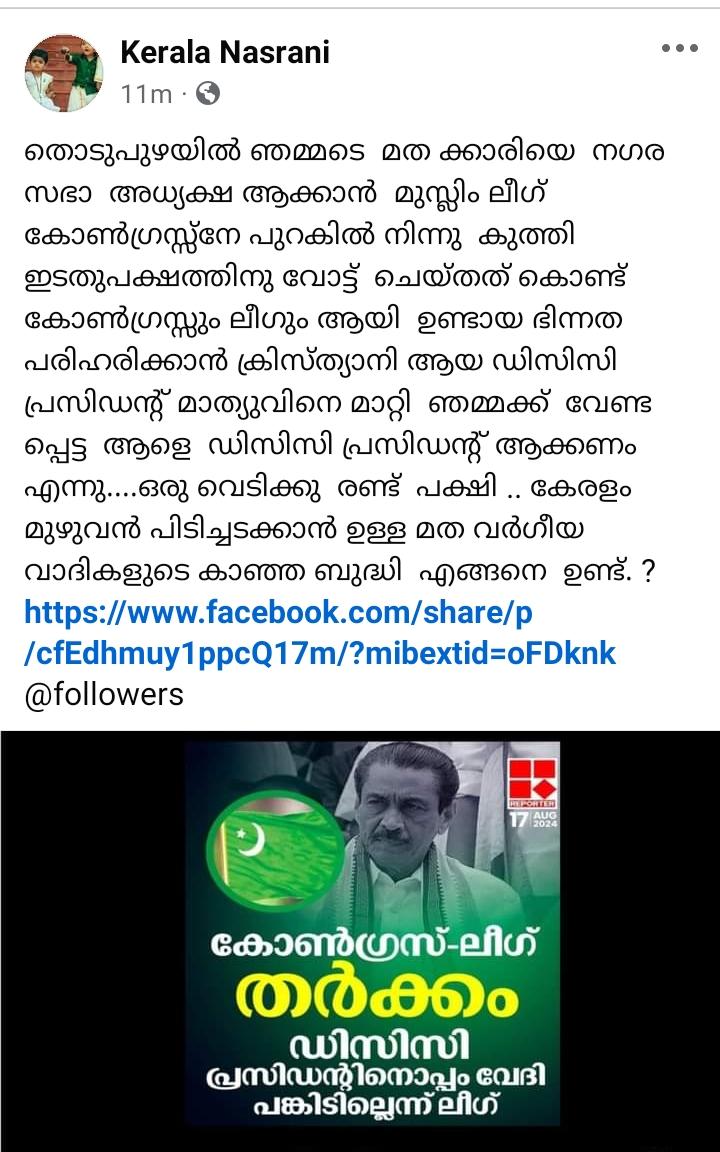 Kerala Nasrani
11m ·
തൊടുപുഴയിൽ ഞമ്മടെ മത ക്കാരിയെ നഗര
സഭാ അധ്യക്ഷ ആക്കാൻ മുസ്ലിം ലീഗ്
കോൺഗ്രസ്സ്നേ പുറകിൽ നിന്നു കുത്തി
ഇടതുപക്ഷത്തിനു വോട്ട് ചെയ്തത് കൊണ്ട്
കോൺഗ്രസ്സും ലീഗും ആയി ഉണ്ടായ ഭിന്നത
പരിഹരിക്കാൻ ക്രിസ്ത്യാനി ആയ ഡിസിസി
പ്രസിഡന്റ് മാത്യുവിനെ മാറ്റി ഞമ്മക്ക് വേണ്ട
പ്പെട്ട ആളെ ഡിസിസി പ്രസിഡന്റ് ആക്കണം
എന്നു....ഒരു വെടിക്കു രണ്ട് പക്ഷി .. കേരളം
മുഴുവൻ പിടിച്ചടക്കാൻ ഉള്ള മത വർഗീയ
വാദികളുടെ കാഞ്ഞ ബുദ്ധി എങ്ങനെ ഉണ്ട്. ?
https://www.facebook.com/share/p
/cfEdhmuy1ppcQ17m/?mibextid=oFDknk
@followers
REPORTER
17 AUG 2024
കോൺഗ്രസ്-ലീഗ്
തർക്കം
ഡിസിസി
പ്രസിഡന്റിനൊപ്പം വേദി
പങ്കിടില്ലെന്ന് ലീഗ്